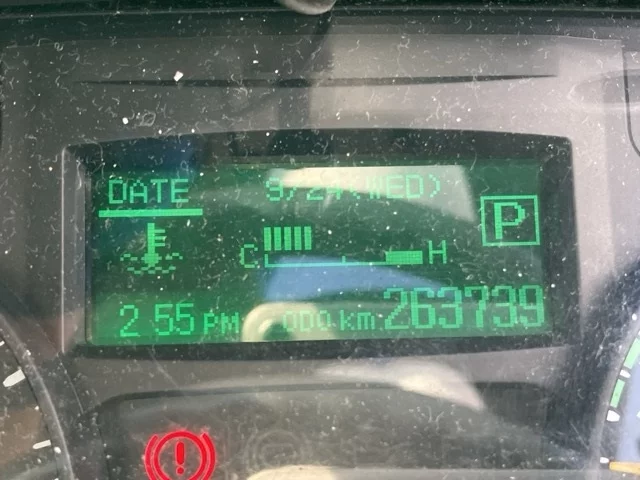 DATE 9/24(WED)
P
C H
2 55 PM ODO km 263739